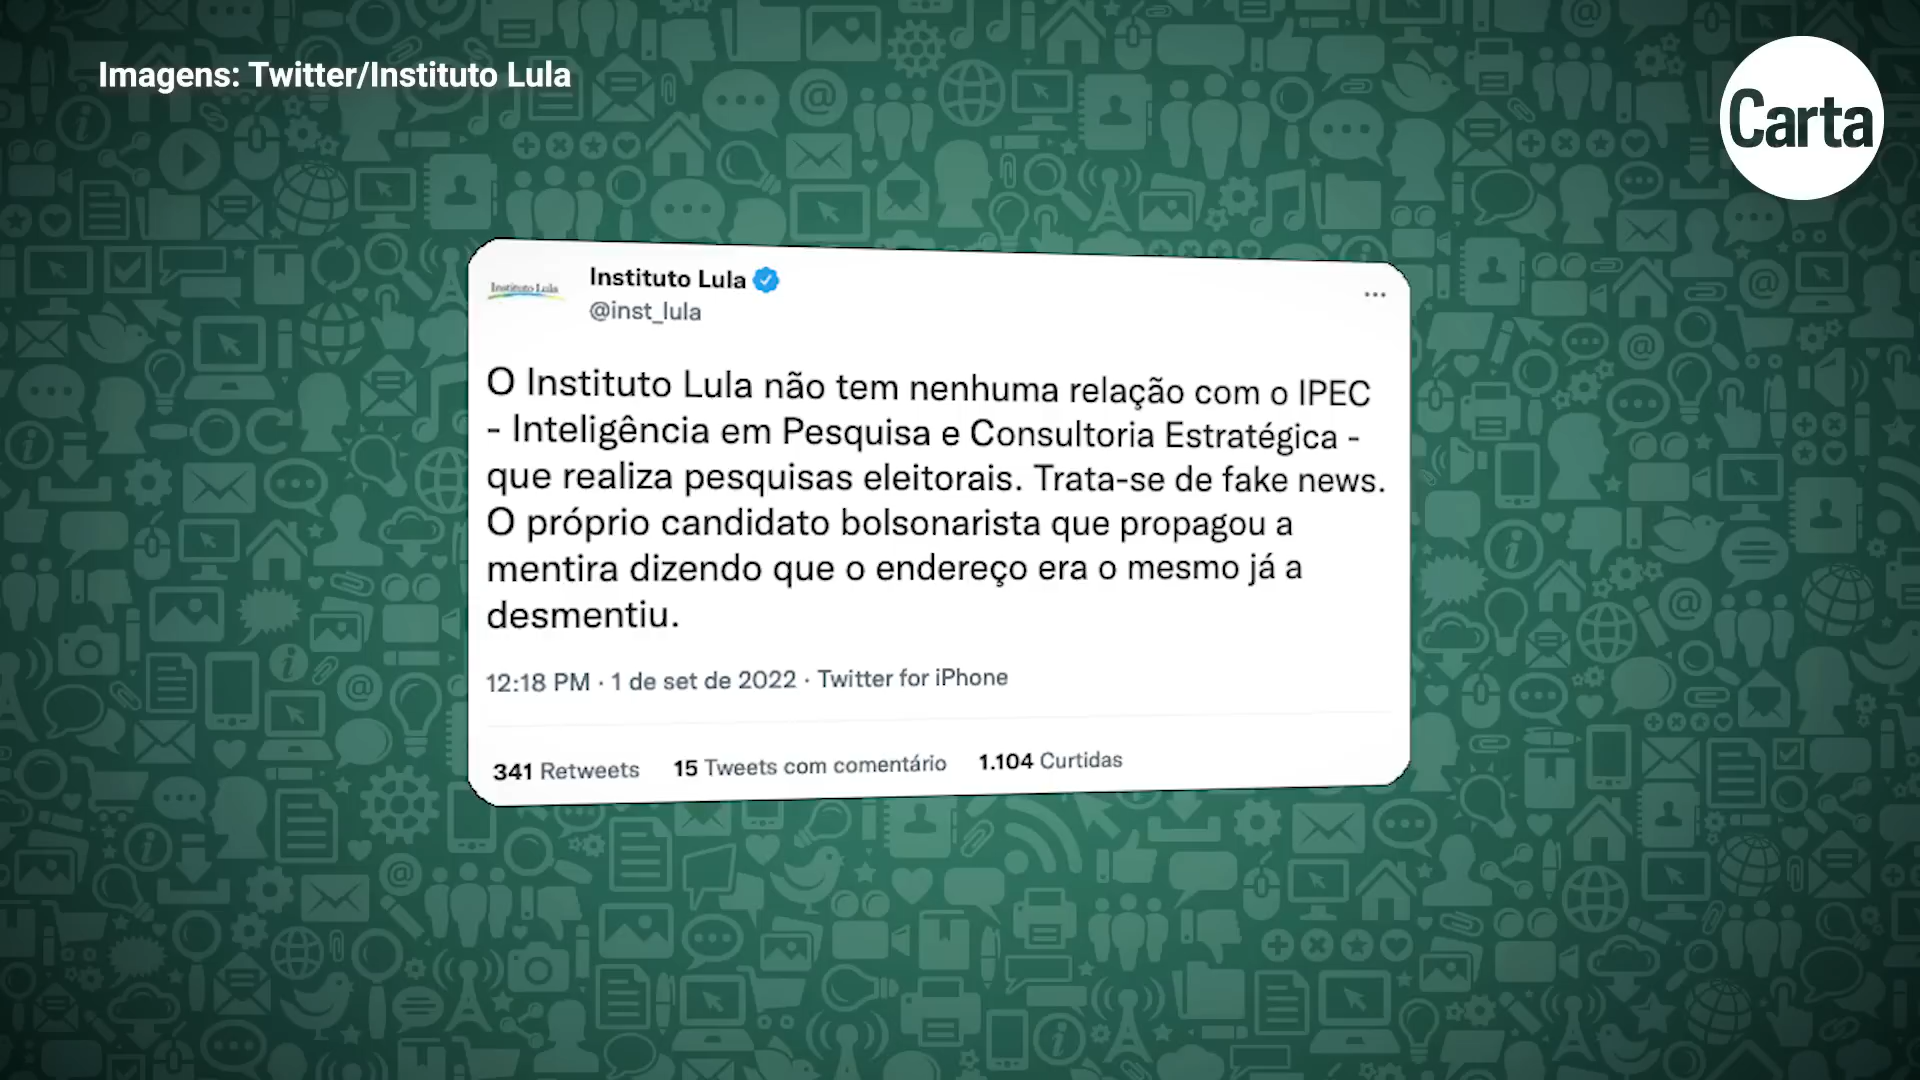 Imagens: Twitter/Instituto Lula
Carta
Instituto Lula
Instituto Lula
@inst_lula
O Instituto Lula não tem nenhuma relação com o IPEC
- Inteligência em Pesquisa e Consultoria Estratégica -
que realiza pesquisas eleitorais. Trata-se de fake news.
O próprio candidato bolsonarista que propagou a
mentira dizendo que o endereço era o mesmo já a
desmentiu.
12:18 PM · 1 de set de 2022 · Twitter for iPhone
341 Retweets 15 Tweets com comentário 1.104 Curtidas